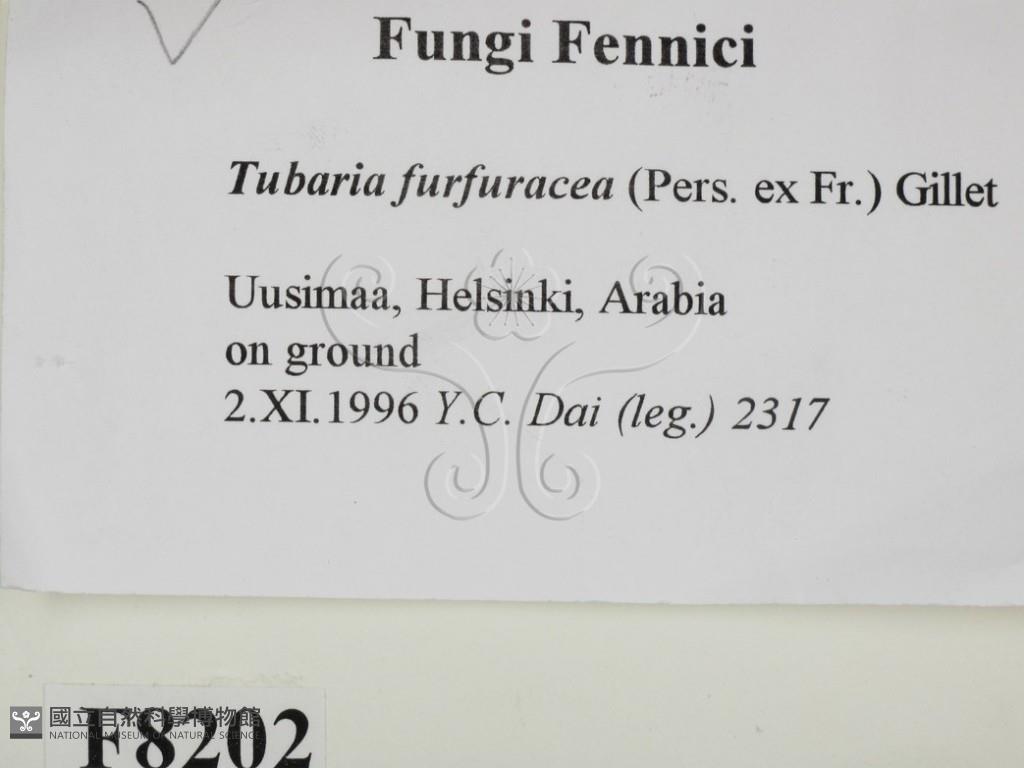 Fungi Fennici
Tubaria furfuracea (Pers. ex Fr.) Gillet
Uusimaa, Helsinki, Arabia
on ground
2.XI.1996 Y.C. Dai (leg.) 2317
F8202
國立自然科學博物館
NATIONAL MUSEUM OF NATURAL SCIENCE